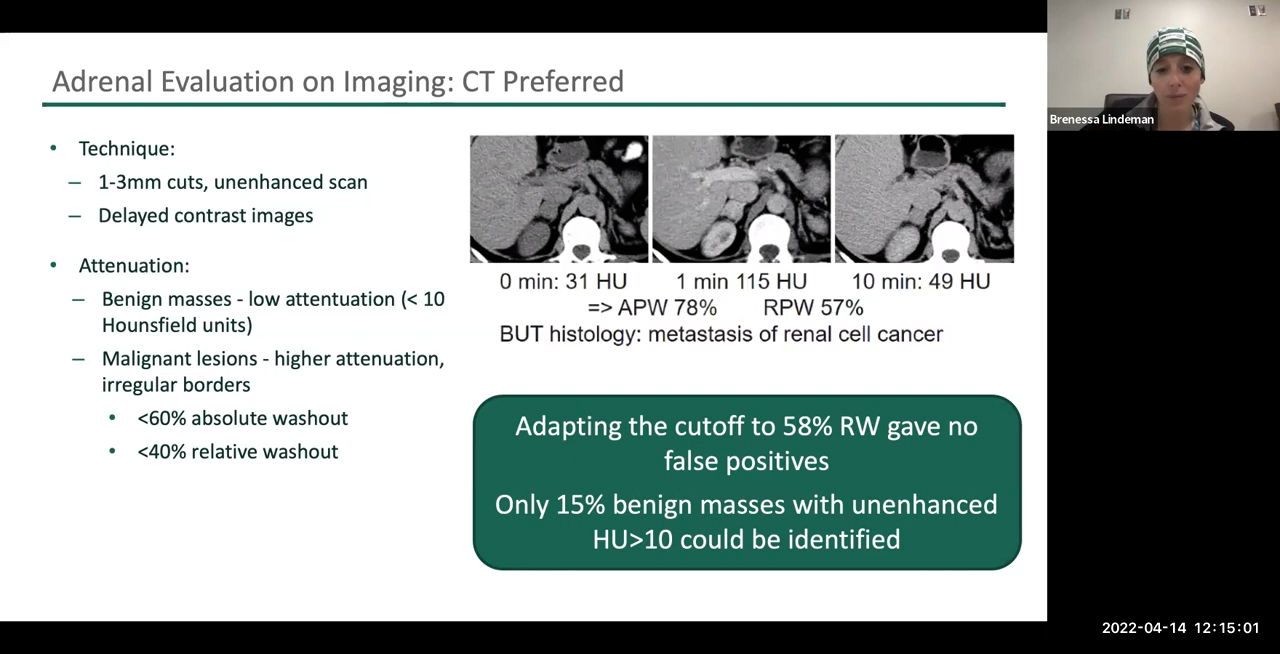 Adrenal Evaluation on Imaging: CT Preferred
• Technique:
– 1-3mm cuts, unenhanced scan
– Delayed contrast images
• Attenuation:
– Benign masses - low attentuation (< 10
Hounsfield units)
– Malignant lesions - higher attenuation,
irregular borders
• <60% absolute washout
• <40% relative washout
0 min: 31 HU
1 min 115 HU
10 min: 49 HU
=> APW 78% RPW 57%
BUT histology: metastasis of renal cell cancer
Adapting the cutoff to 58% RW gave no
false positives
Only 15% benign masses with unenhanced
HU>10 could be identified
Brenessa Lindeman
2022-04-14 12:15:01